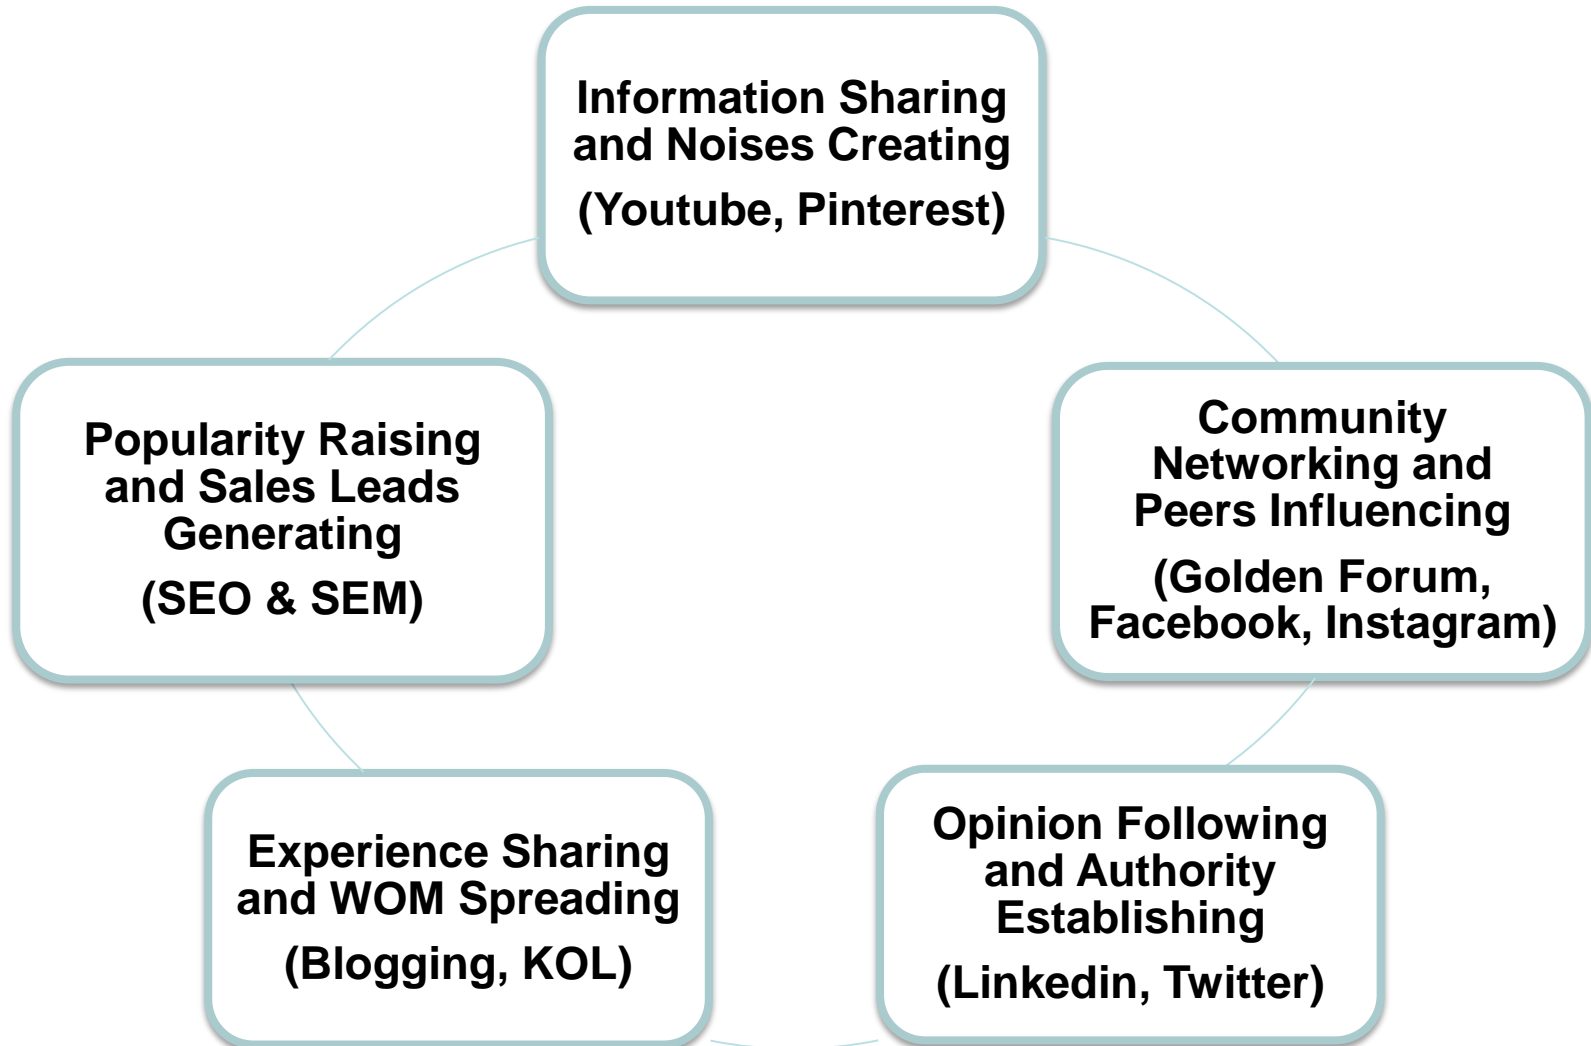 Information Sharing
and Noises Creating
(Youtube, Pinterest)
Community
Networking and
Peers Influencing
(Golden Forum,
Facebook, Instagram)
Opinion Following
and Authority
Establishing
(Linkedin, Twitter)
Experience Sharing
and WOM Spreading
(Blogging, KOL)
Popularity Raising
and Sales Leads
Generating
(SEO & SEM)